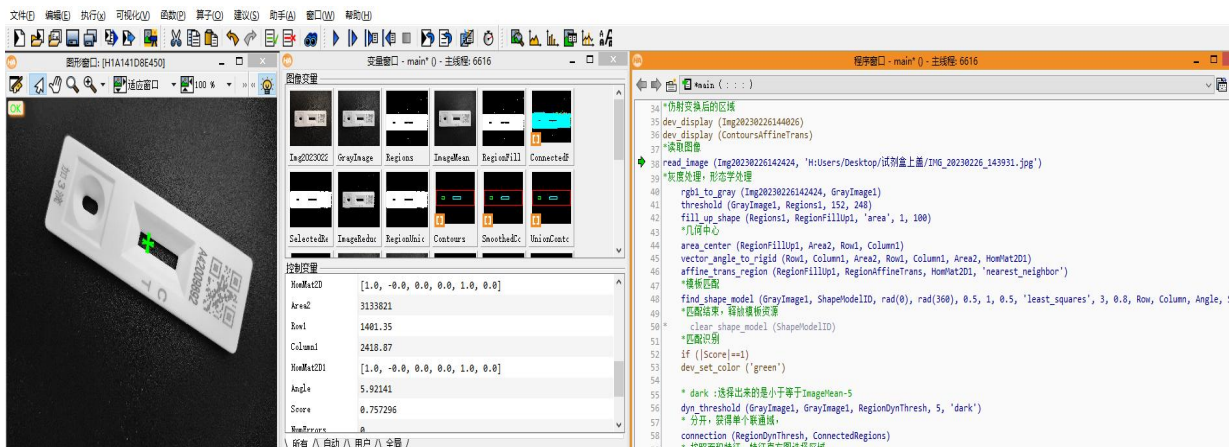 文件(F) 编辑(E) 执行(x) 可视化(V) 函数(P) 算子(O) 建议(S) 助手(A) 窗口(W) 帮助(H)
图形窗口: [H1A141D8E450]
适应窗口 100 %
OK
加3滴
C
T
A4220088B2
变量窗口 - main* () - 主线程: 6616
图像变量
Img2023022 GrayImage Regions ImageMean RegionFill ConnectedR
SelectedRe ImageReduc RegionUnic Contours SmoothedCc UnionContc
控制变量
HomMat2D [1.0, -0.0, 0.0, 0.0, 1.0, 0.0]
Area2 3133821
Row1 1401.35
Column1 2418.87
HomMat2D1 [1.0, -0.0, 0.0, 0.0, 1.0, 0.0]
Angle 5.92141
Score 0.757296
NumErrors 0
所有 自动 用户 全局
程序窗口 - main* () - 主线程: 6616
*main ( : : : )
34 *仿射变换后的区域
35 dev_display (Img20230226144026)
36 dev_display (ContoursAffineTrans)
37 *读取图像
38 read_image (Img20230226142424, 'H:Users/Desktop/试剂盒上盖/IMG_20230226_143931.jpg')
39 *灰度处理，形态学处理
40 rgb1_to_gray (Img20230226142424, GrayImage1)
41 threshold (GrayImage1, Regions1, 152, 248)
42 fill_up_shape (Regions1, RegionFillUp1, 'area', 1, 100)
43 *几何中心
44 area_center (RegionFillUp1, Area2, Row1, Column1)
45 vector_angle_to_rigid (Row1, Column1, Area2, Row1, Column1, Area2, HomMat2D1)
46 affine_trans_region (RegionFillUp1, RegionAffineTrans, HomMat2D1, 'nearest_neighbor')
47 *模板匹配
48 find_shape_model (GrayImage1, ShapeModelID, rad(0), rad(360), 0.5, 1, 0.5, 'least_squares', 3, 0.8, Row, Column, Angle,
49 *匹配结束，释放模板资源
50 * clear_shape_model (ShapeModelID)
51 *匹配识别
52 if (|Score|==1)
53 dev_set_color ('green')
54
55 * dark :选择出来的是小于等于ImageMean-5
56 dyn_threshold (GrayImage1, GrayImage1, RegionDynThresh, 5, 'dark')
57 * 分开，获得单个联通域，
58 connection (RegionDynThresh, ConnectedRegions)